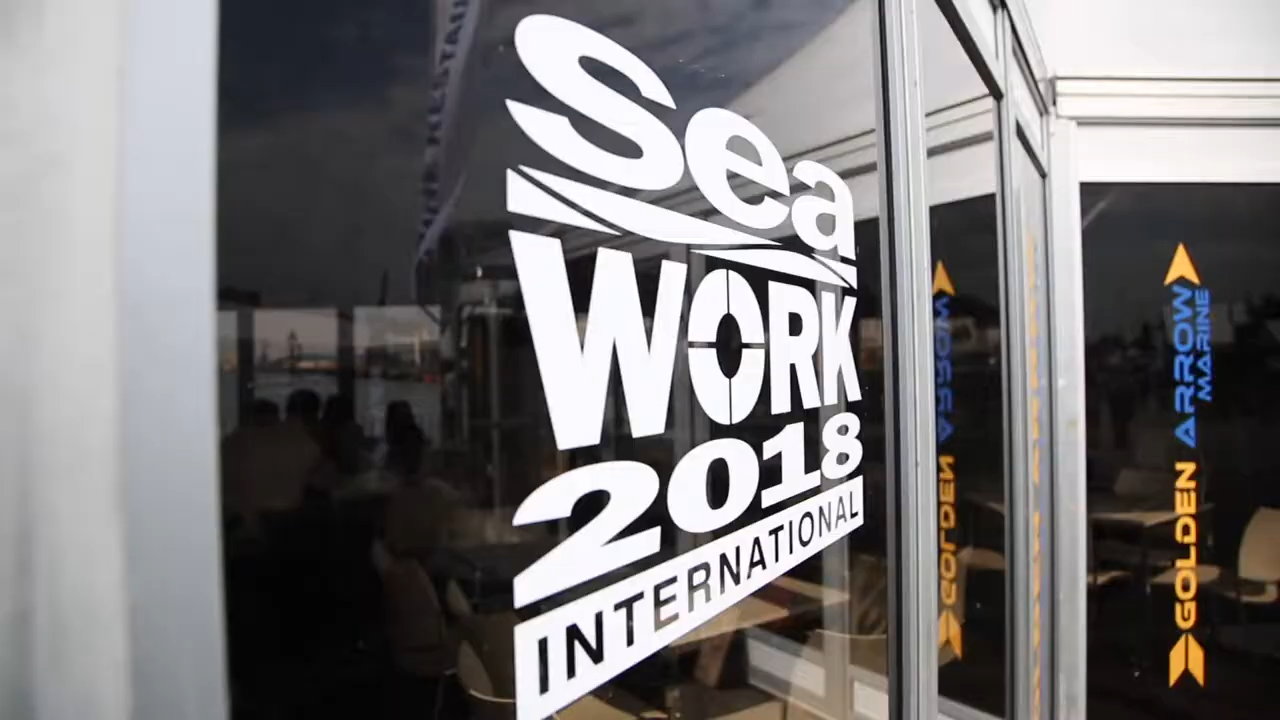 Sea
WORK
2018
INTERNATIONAL
GOLDEN ARROW
MARINE
GOLDEN ARROW